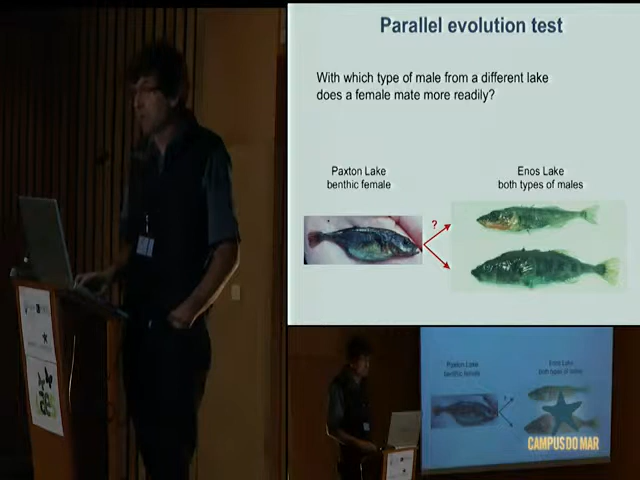 Parallel evolution test
With which type of male from a different lake
does a female mate more readily?
Paxton Lake
benthic female
Enos Lake
both types of males
?
Paxton Lake
benthic female
Enos Lake
both types of males
?
CAMPUS DO MAR